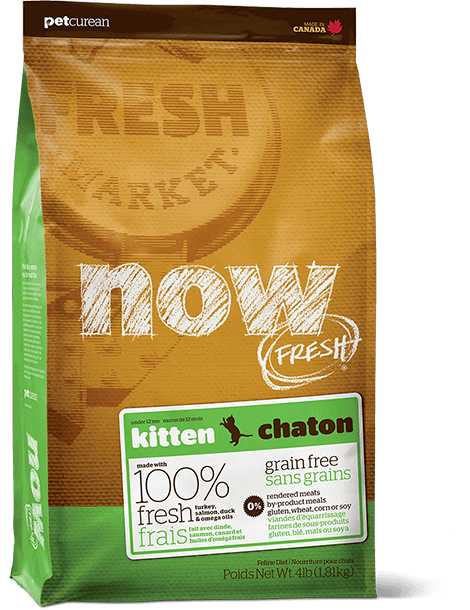 petcurean
MADE IN
CANADA
FRESH
MARKET
now
FRESH
under 12 mo moins de 12 mois
kitten chaton
made with
100%
fresh
turkey,
salmon, duck
& omega oils
frais
fait avec dinde,
saumon, canard et
huiles d'oméga frais
grain free
sans grains
0%
rendered meats
by-product meals
gluten, wheat, corn or soy
viandes d'équarrissage
farines de sous-produits
gluten, blé, maïs ou soya
Feline Diet | Nourriture pour chats
Poids Net Wt. 4lb (1,81kg)
petcurean
now
FRESH